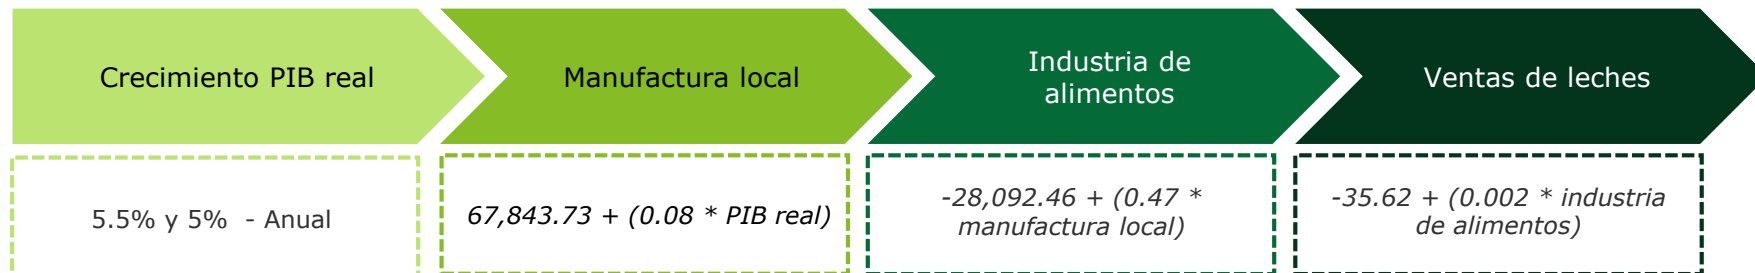 Crecimiento PIB real
Manufactura local
Industria de
alimentos
Ventas de leches
5.5% y 5%  - Anual
67,843.73 + (0.08 * PIB real)
-28,092.46 + (0.47 *
manufactura local)
-35.62 + (0.002 * industria
de alimentos)